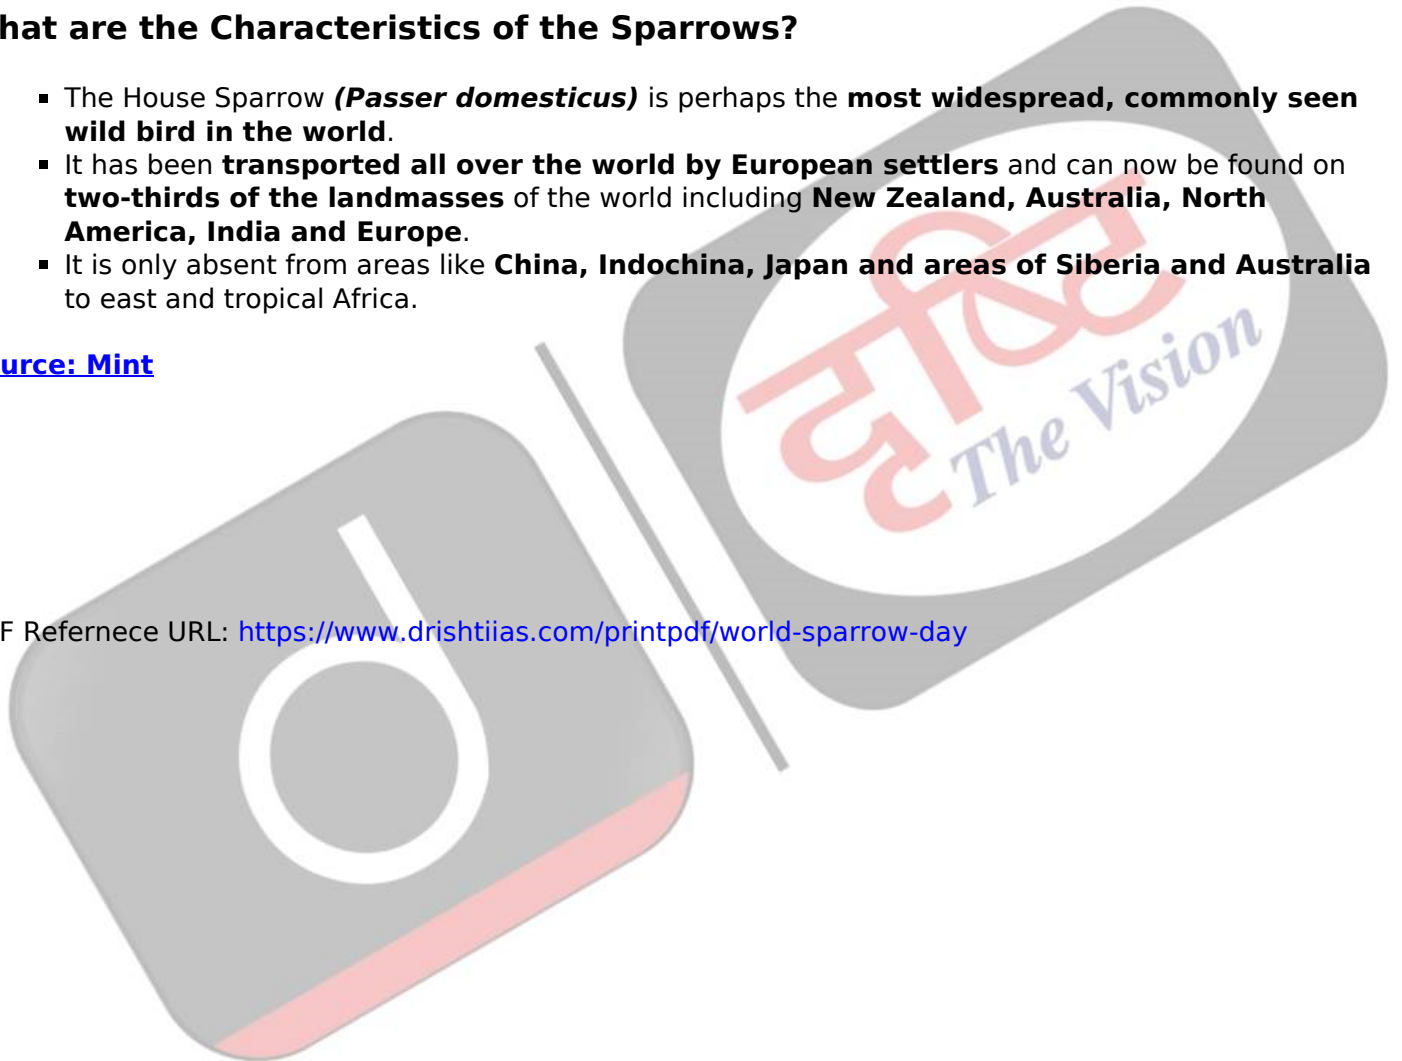 hat are the Characteristics of the Sparrows?
▪ The House Sparrow (Passer domesticus) is perhaps the most widespread, commonly seen
wild bird in the world.
▪ It has been transported all over the world by European settlers and can now be found on
two-thirds of the landmasses of the world including New Zealand, Australia, North
America, India and Europe.
▪ It is only absent from areas like China, Indochina, Japan and areas of Siberia and Australia
to east and tropical Africa.
urce: Mint
दृष्टि
The Vision
d
F Refernece URL: https://www.drishtiias.com/printpdf/world-sparrow-day